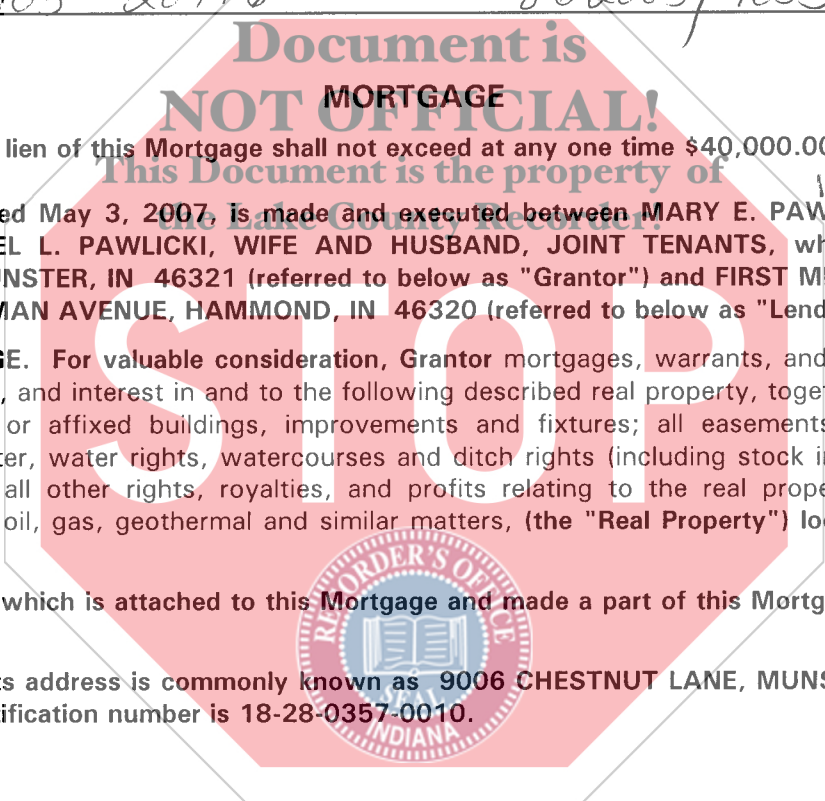 Document is
MORTGAGE
NOT OFFICIAL!
lien of this Mortgage shall not exceed at any one time $40,000.00
This Document is the property of
ed May 3, 2007, is made and executed between MARY E. PAW
the Lake County Recorder!
EL L. PAWLICKI, WIFE AND HUSBAND, JOINT TENANTS, wh
NSTER, IN 46321 (referred to below as "Grantor") and FIRST M
MAN AVENUE, HAMMOND, IN 46320 (referred to below as "Lend
STOP
GE. For valuable consideration, Grantor mortgages, warrants, and
, and interest in and to the following described real property, toget
or affixed buildings, improvements and fixtures; all easements
ter, water rights, watercourses and ditch rights (including stock i
all other rights, royalties, and profits relating to the real prope
oil, gas, geothermal and similar matters, (the "Real Property") lo
RECORDER'S OFFICE
which is attached to this Mortgage and made a part of this Mortg
ts address is commonly known as 9006 CHESTNUT LANE, MUNS
SEAL
tification number is 18-28-0357-0010.
INDIANA